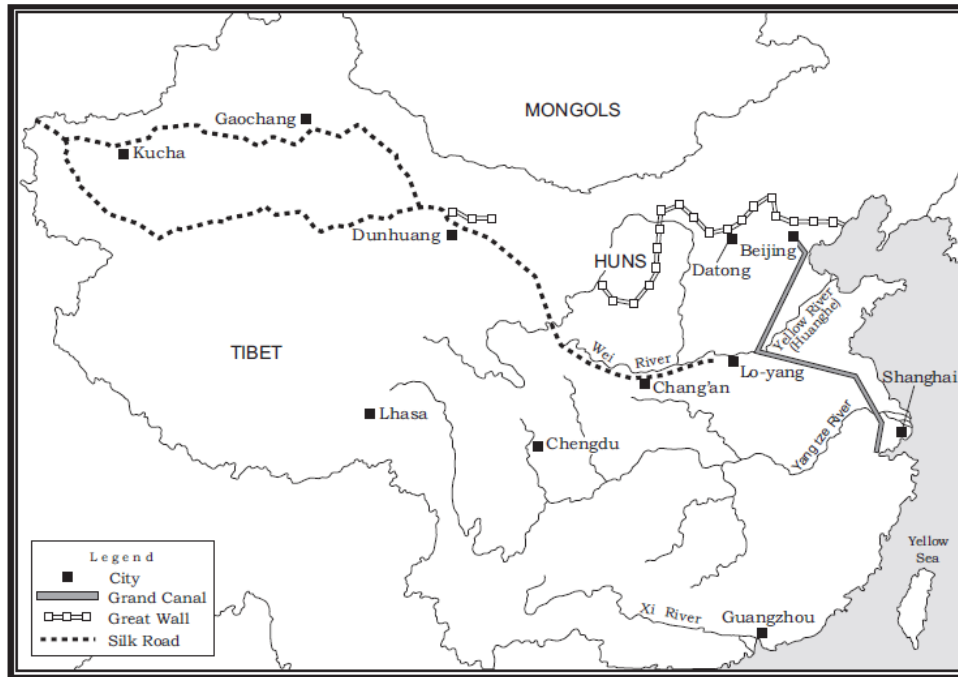 MONGOLS
Gaochang
Kucha
Dunhuang
HUNS
Datong
Beijing
Yellow River
(Huanghe)
TIBET
Wei River
Lo-yang
Chang'an
Shanghai
Lhasa
Chengdu
Yangtze River
Yellow
Sea
Xi River
Guangzhou
Legend
City
Grand Canal
Great Wall
Silk Road